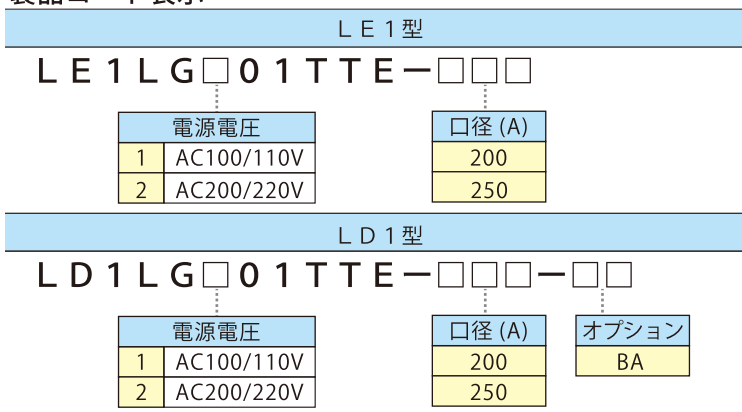 ＬＥ１型
ＬＥ１ＬＧ□０１ＴＴＥ－□□□
電源電圧 口径 (A)
1 AC100/110V 200
2 AC200/220V 250
ＬＤ１型
ＬＤ１ＬＧ□０１ＴＴＥ－□□□－□□
電源電圧 口径 (A) オプション
1 AC100/110V 200 BA
2 AC200/220V 250